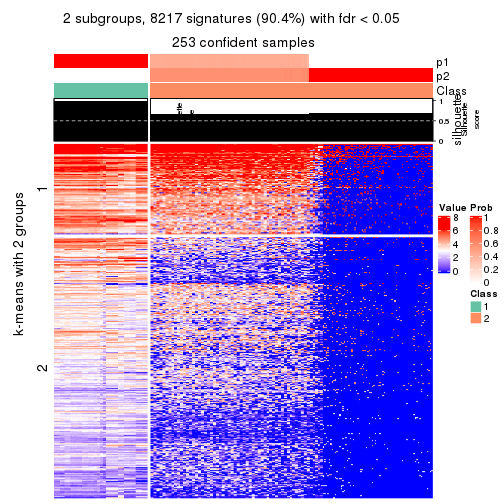 2 subgroups, 8217 signatures (90.4%) with fdr < 0.05
253 confident samples
p1
p2
Class
1
0.5
0
silhouette
Silhouette
score
k-means with 2 groups
1
2
Value
8
6
4
2
0
Prob
1
0.8
0.6
0.4
0.2
0
Class
1
2